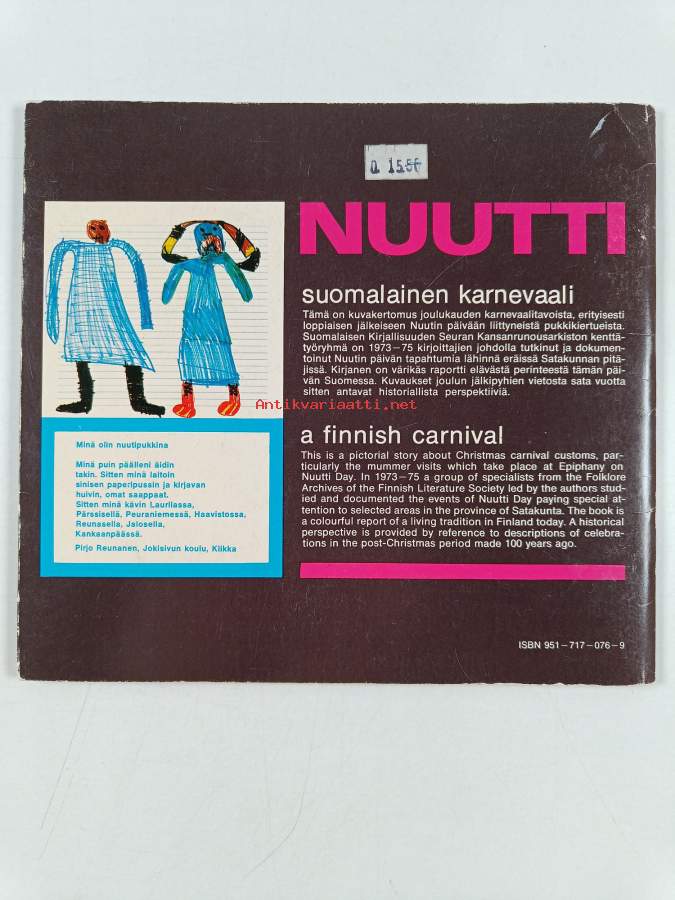 NUUTTI
suomalainen karnevaali
Tämä on kuvakertomus joulukauden karnevaalitavoista, erityisesti
loppiaisen jälkeiseen Nuutin päivään liittyneistä pukkikiertueista.
Suomalaisen Kirjallisuuden Seuran Kansanrunousarkiston kenttä-
työryhmä on 1973–75 kirjoittajien johdolla tutkinut ja dokumen-
toinut Nuutin päivän tapahtumia lähinnä eräissä Satakunnan pitä-
jissä. Kirjanen on värikäs raportti elävästä perinteestä tämän päi-
vän Suomessa. Kuvaukset joulun jälkipyhien vietosta sata vuotta
sitten antavat historiallista perspektiiviä.
Antikvariaatti.net
a finnish carnival
This is a pictorial story about Christmas carnival customs, par-
ticularly the mummer visits which take place at Epiphany on
Nuutti Day. In 1973–75 a group of specialists from the Folklore
Archives of the Finnish Literature Society led by the authors stud-
ied and documented the events of Nuutti Day paying special at-
tention to selected areas in the province of Satakunta. The book is
a colourful report of a living tradition in Finland today. A historical
perspective is provided by reference to descriptions of celebra-
tions in the post-Christmas period made 100 years ago.
Minä olin nuutipukkina
Minä puin päälleni äidin
takin. Sitten minä laitoin
sinisen paperipussin ja kirjavan
huivin, omat saappaat.
Sitten minä kävin Laurilassa,
Pärssisellä, Peuraniemessä, Haavistossa,
Reunasella, Jalosella,
Kankaanpäässä.
Pirjo Reunanen, Jokisivun koulu, Kiikka
ISBN 951–717–076–9